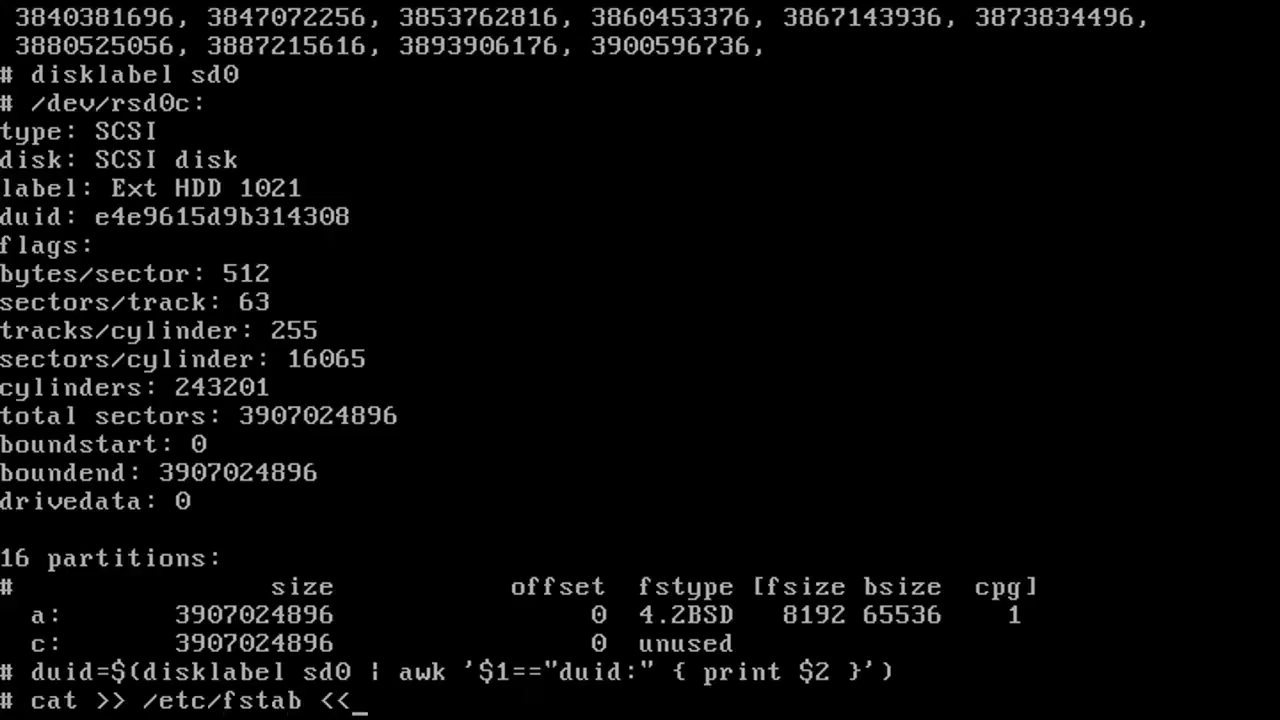 3840381696, 3847072256, 3853762816, 3860453376, 3867143936, 3873834496,
3880525056, 3887215616, 3893906176, 3900596736,
# disklabel sd0
# /dev/rsd0c:
type: SCSI
disk: SCSI disk
label: Ext HDD 1021
duid: e4e9615d9b314308
flags:
bytes/sector: 512
sectors/track: 63
tracks/cylinder: 255
sectors/cylinder: 16065
cylinders: 243201
total sectors: 3907024896
boundstart: 0
boundend: 3907024896
drivedata: 0
16 partitions:
# size offset fstype [fsize bsize cpg]
a: 3907024896 0 4.2BSD 8192 65536 1
c: 3907024896 0 unused
# duid=$(disklabel sd0 | awk '$1=="duid:" { print $2 }')
# cat >> /etc/fstab <<_